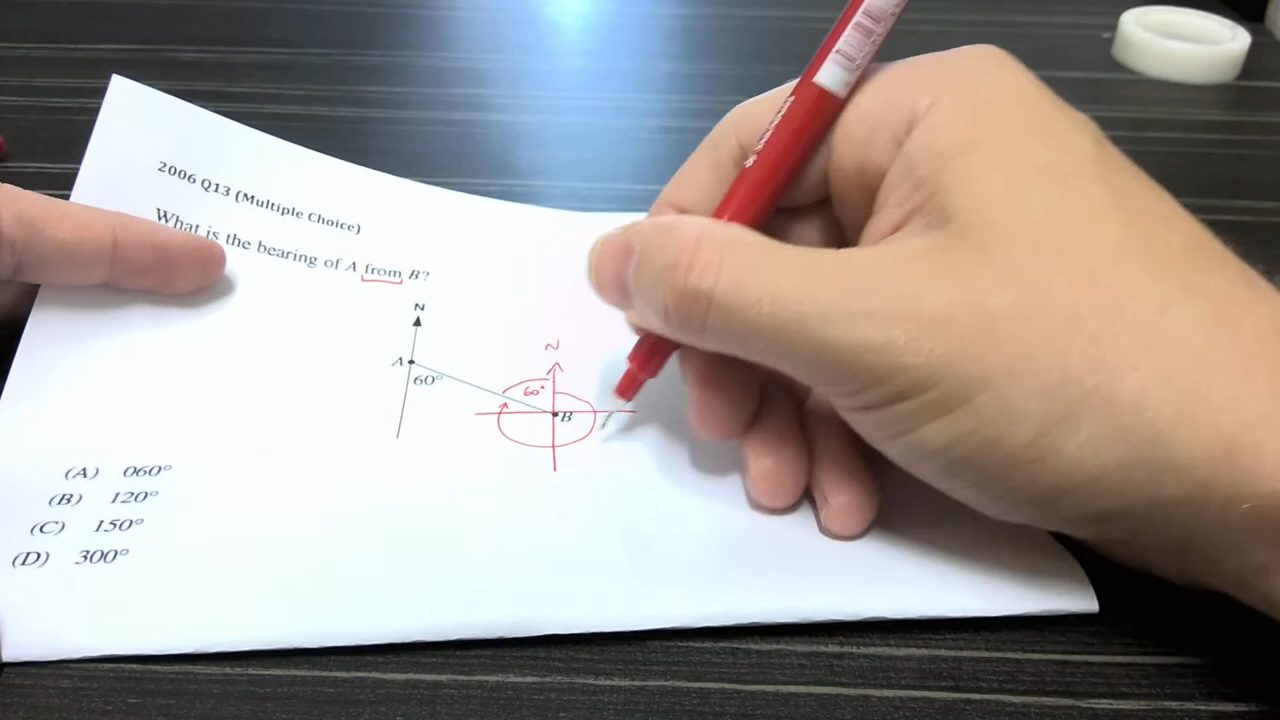 2006 Q13 (Multiple Choice)
What is the bearing of A from B?
N
A
60°
N
60°
B
(A) 060°
(B) 120°
(C) 150°
(D) 300°